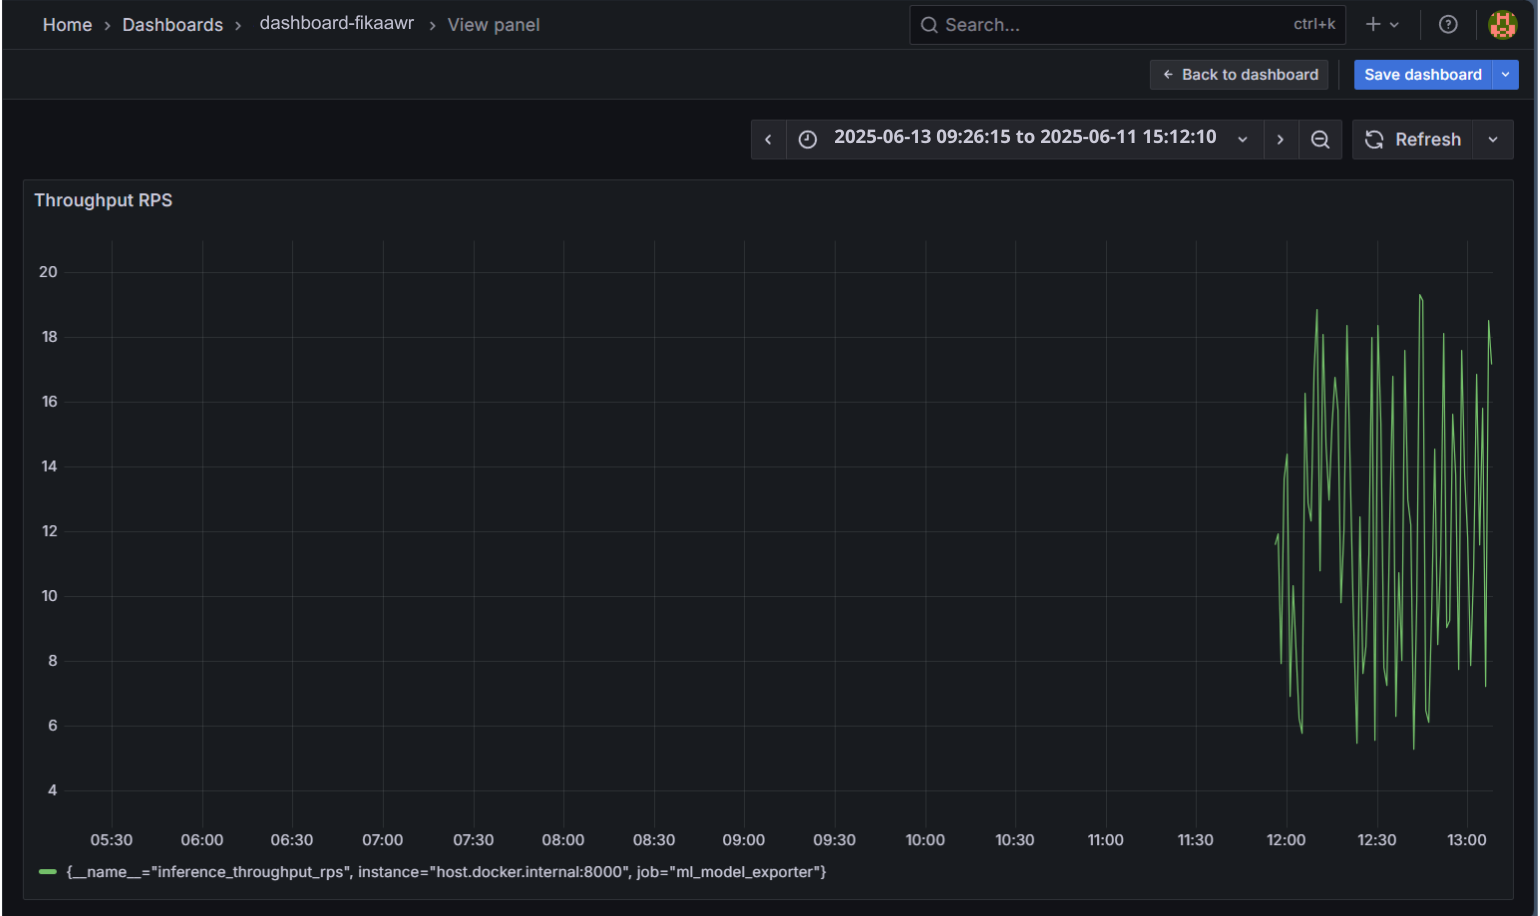 Home › Dashboards › dashboard-fikaawr › View panel
Search... ctrl+k
Back to dashboard
Save dashboard
2025-06-13 09:26:15 to 2025-06-11 15:12:10
Refresh
Throughput RPS
20
18
16
14
12
10
8
6
4
05:30 06:00 06:30 07:00 07:30 08:00 08:30 09:00 09:30 10:00 10:30 11:00 11:30 12:00 12:30 13:00
{__name__="inference_throughput_rps", instance="host.docker.internal:8000", job="ml_model_exporter"}